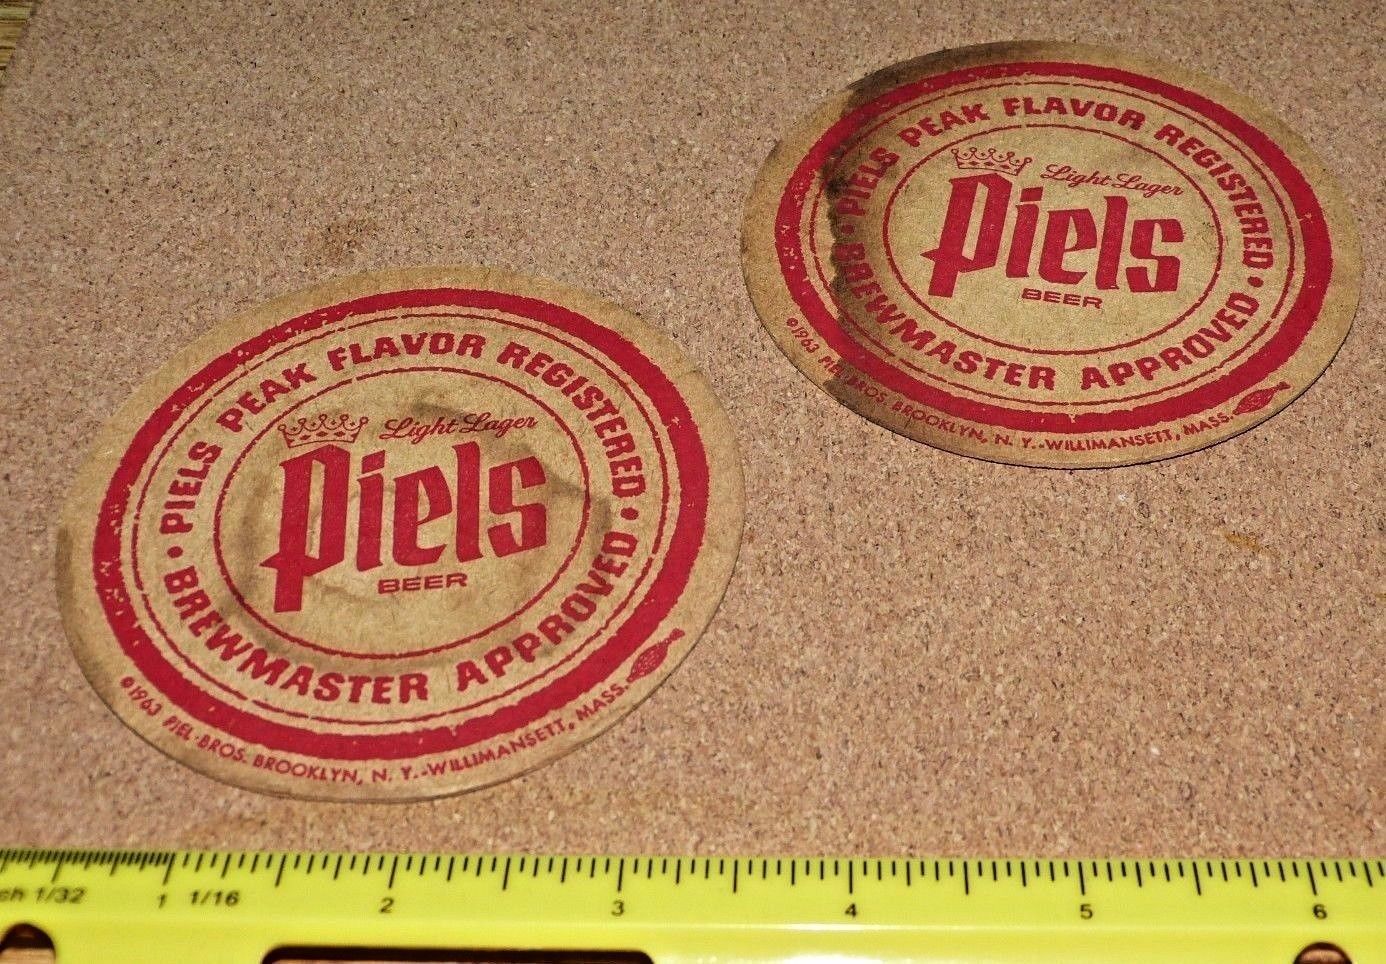 PIELS PEAK FLAVOR REGISTERED •
BREWMASTER APPROVED •
Light Lager
Piels
BEER
©1963 PIEL BROS. BROOKLYN, N. Y.-WILLIMANSETT, MASS.
PIELS PEAK FLAVOR REGISTERED •
BREWMASTER APPROVED •
Light Lager
Piels
BEER
©1963 PIEL BROS. BROOKLYN, N. Y.-WILLIMANSETT, MASS.
1/32 1 1/16 2 3 4 5 6